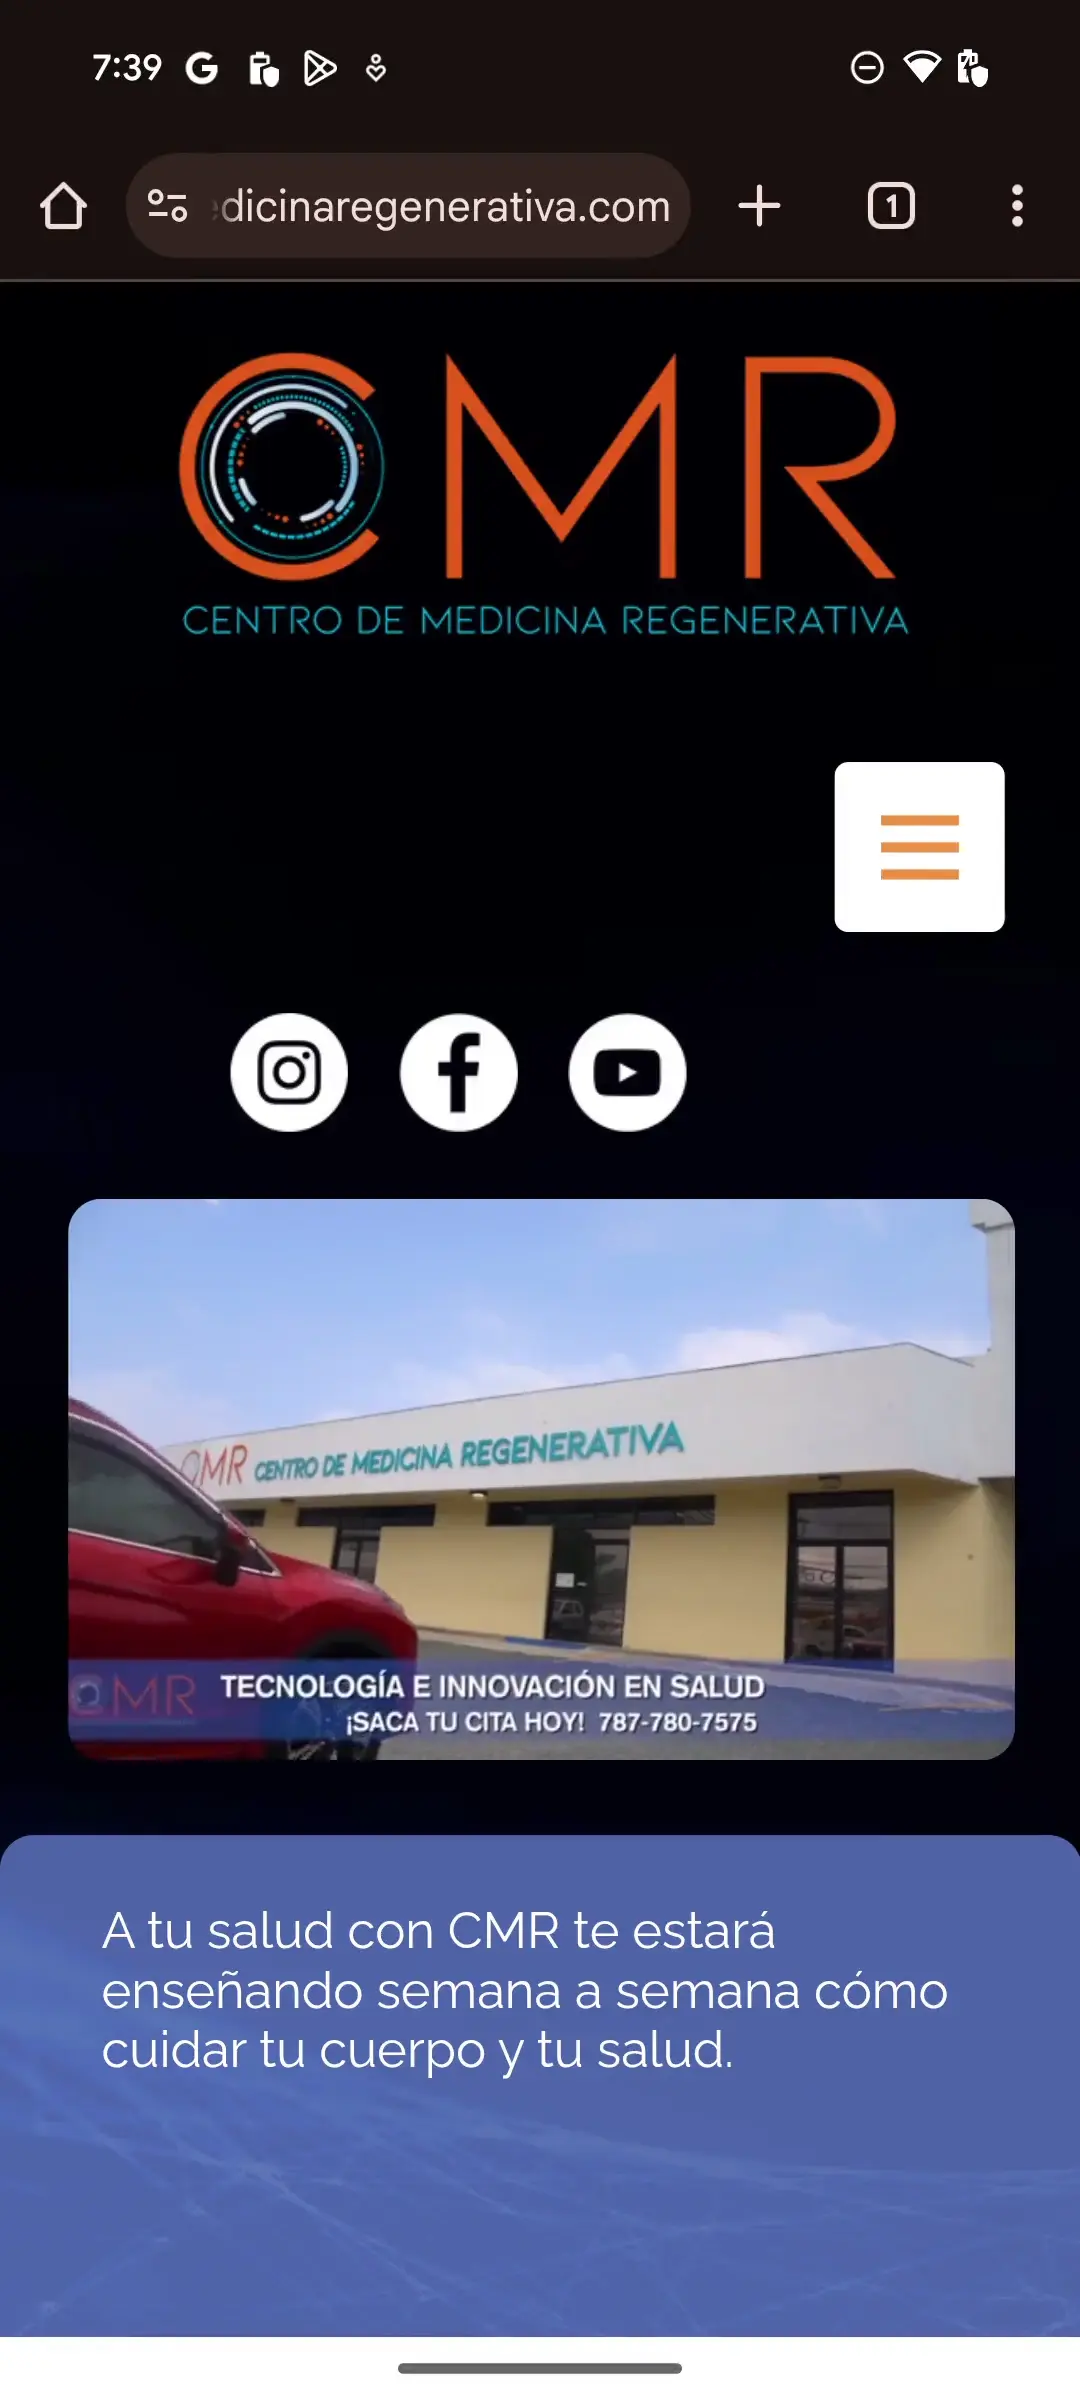 7:39
dicinaregenerativa.com
1
CMR
CENTRO DE MEDICINA REGENERATIVA
CMR CENTRO DE MEDICINA REGENERATIVA
CMR
TECNOLOGÍA E INNOVACIÓN EN SALUD
¡SACA TU CITA HOY! 787-780-7575
A tu salud con CMR te estará
enseñando semana a semana cómo
cuidar tu cuerpo y tu salud.